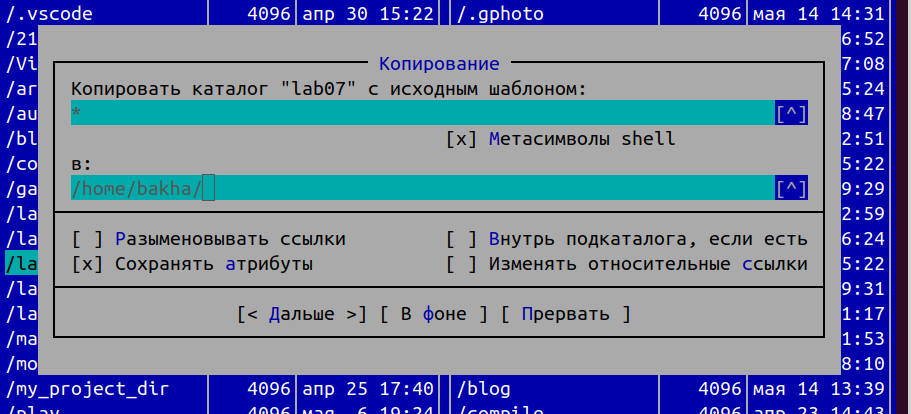 /.vscode 4096 апр 30 15:22 /.gphoto 4096 мая 14 14:31
/21 6:52
Копирование
/Vi 7:08
Копировать каталог "lab07" с исходным шаблоном:
/ar 5:24
/au * [^] 8:47
/bl [x] Метасимволы shell 2:51
/co в: 5:22
/ga /home/bakha/ [^] 9:29
/la 2:59
/la [ ] Разыменовывать ссылки [ ] Внутрь подкаталога, если есть 6:24
/la [x] Сохранять атрибуты [ ] Изменять относительные ссылки 5:22
/la 9:31
/la [< Дальше >] [ В фоне ] [ Прервать ] 1:17
/ma 1:53
/mo 8:10
/my_project_dir 4096 апр 25 17:40 /blog 4096 мая 14 13:39
/play 4096 мая 6 19:24 /compile 4096 апр 23 14:43